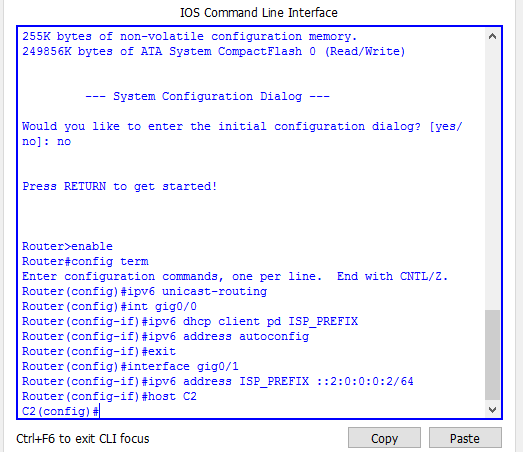 IOS Command Line Interface
255K bytes of non-volatile configuration memory.
249856K bytes of ATA System CompactFlash 0 (Read/Write)
--- System Configuration Dialog ---
Would you like to enter the initial configuration dialog? [yes/
no]: no
Press RETURN to get started!
Router>enable
Router#config term
Enter configuration commands, one per line.  End with CNTL/Z.
Router(config)#ipv6 unicast-routing
Router(config)#int gig0/0
Router(config-if)#ipv6 dhcp client pd ISP_PREFIX
Router(config-if)#ipv6 address autoconfig
Router(config-if)#exit
Router(config)#interface gig0/1
Router(config-if)#ipv6 address ISP_PREFIX ::2:0:0:0:2/64
Router(config-if)#host C2
C2(config)#
Ctrl+F6 to exit CLI focus
Copy
Paste